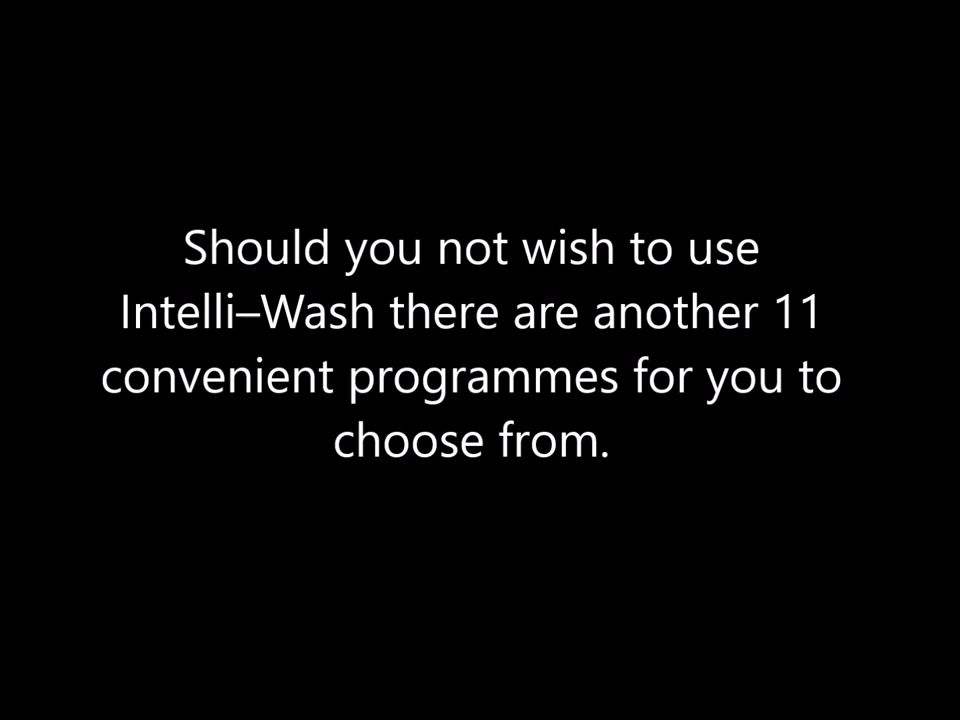 Should you not wish to use
Intelli–Wash there are another 11
convenient programmes for you to
choose from.